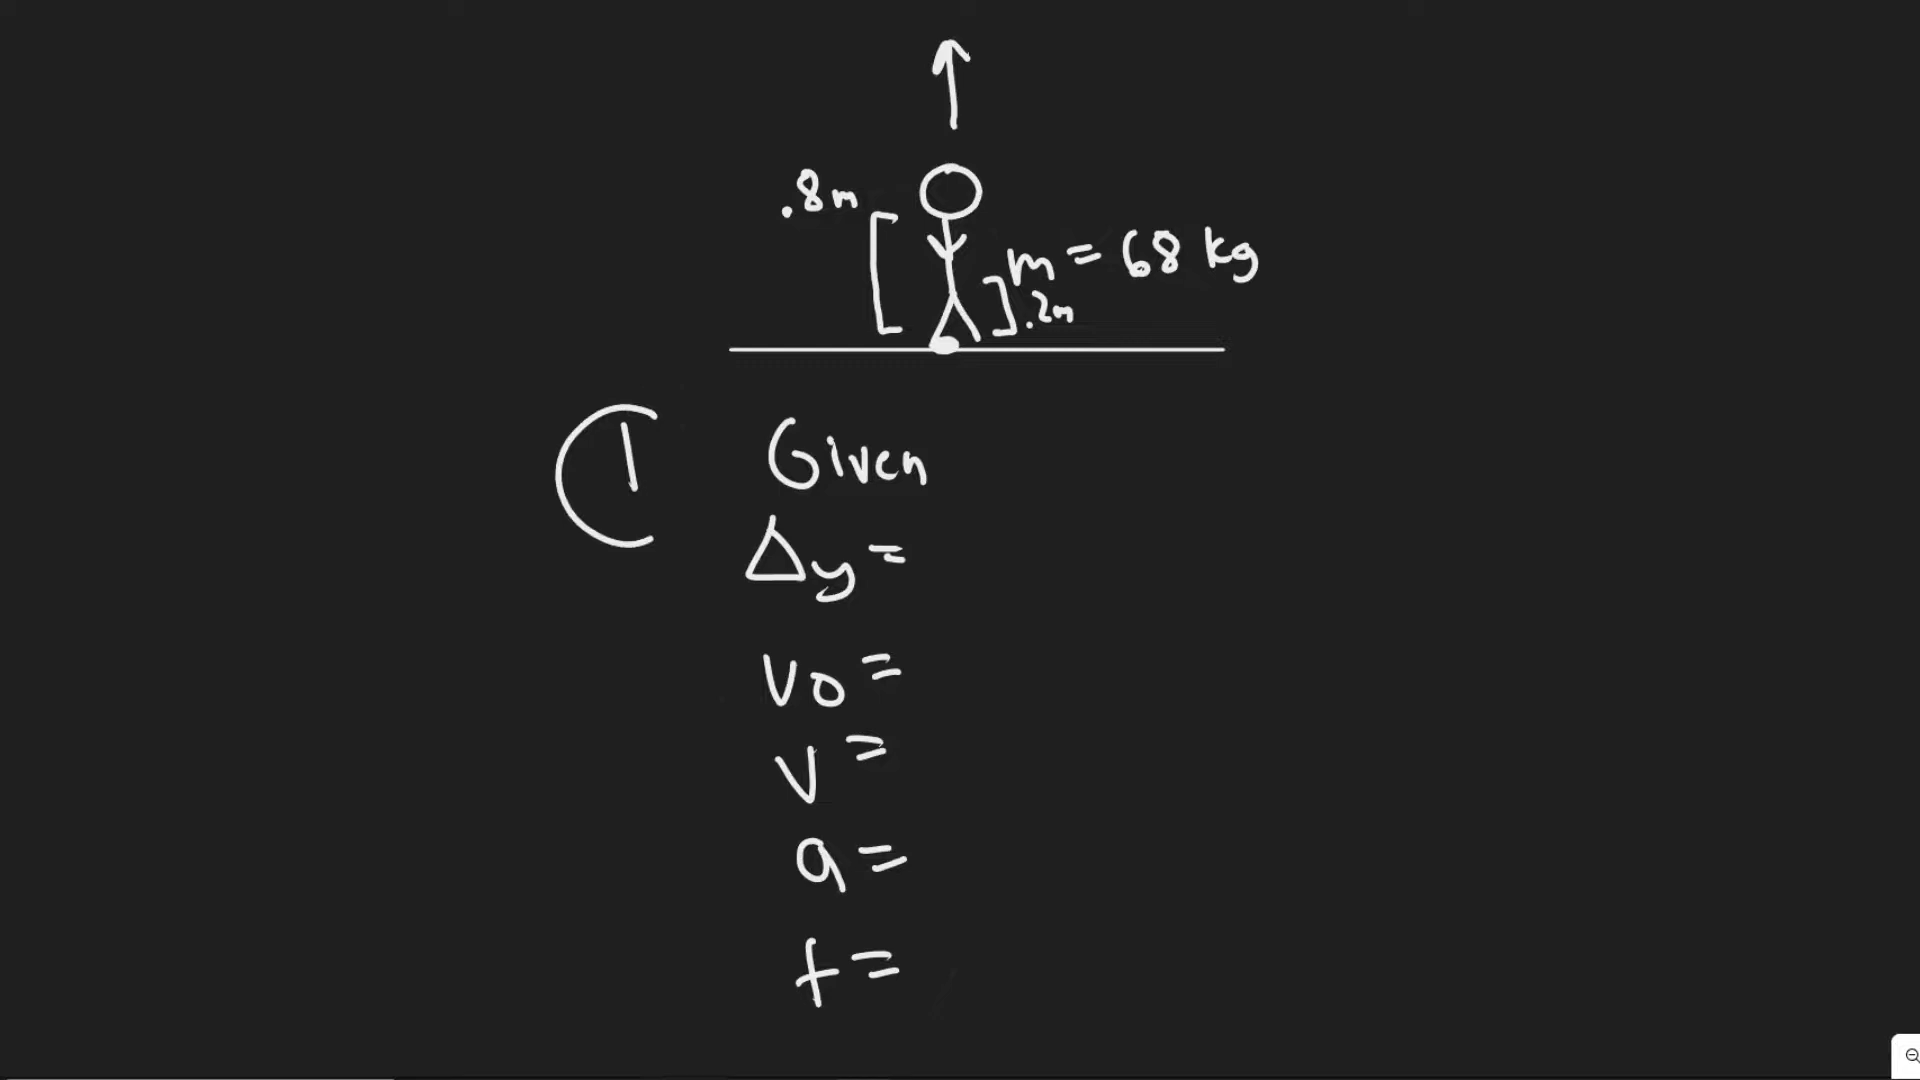 .8m
m = 68 kg
.2m
1 Given
Δy =
vo =
v =
a =
t =